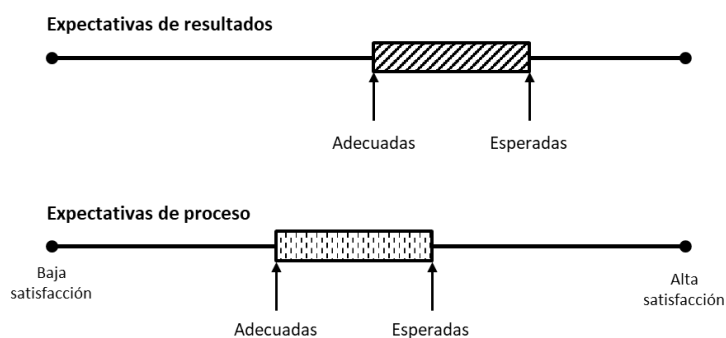 Expectativas de resultados
Adecuadas
Esperadas
Expectativas de proceso
Baja
satisfacción
Alta
satisfacción
Adecuadas
Esperadas